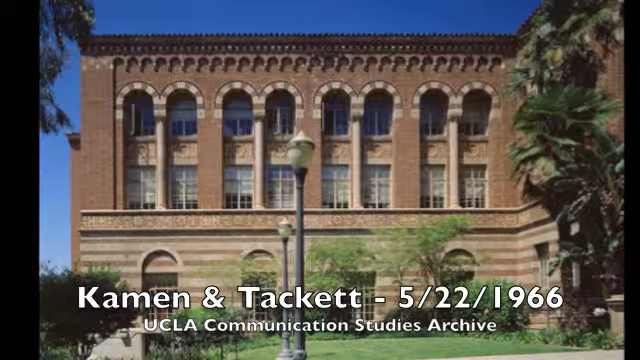 Kamen & Tackett - 5/22/1966
UCLA Communication Studies Archive